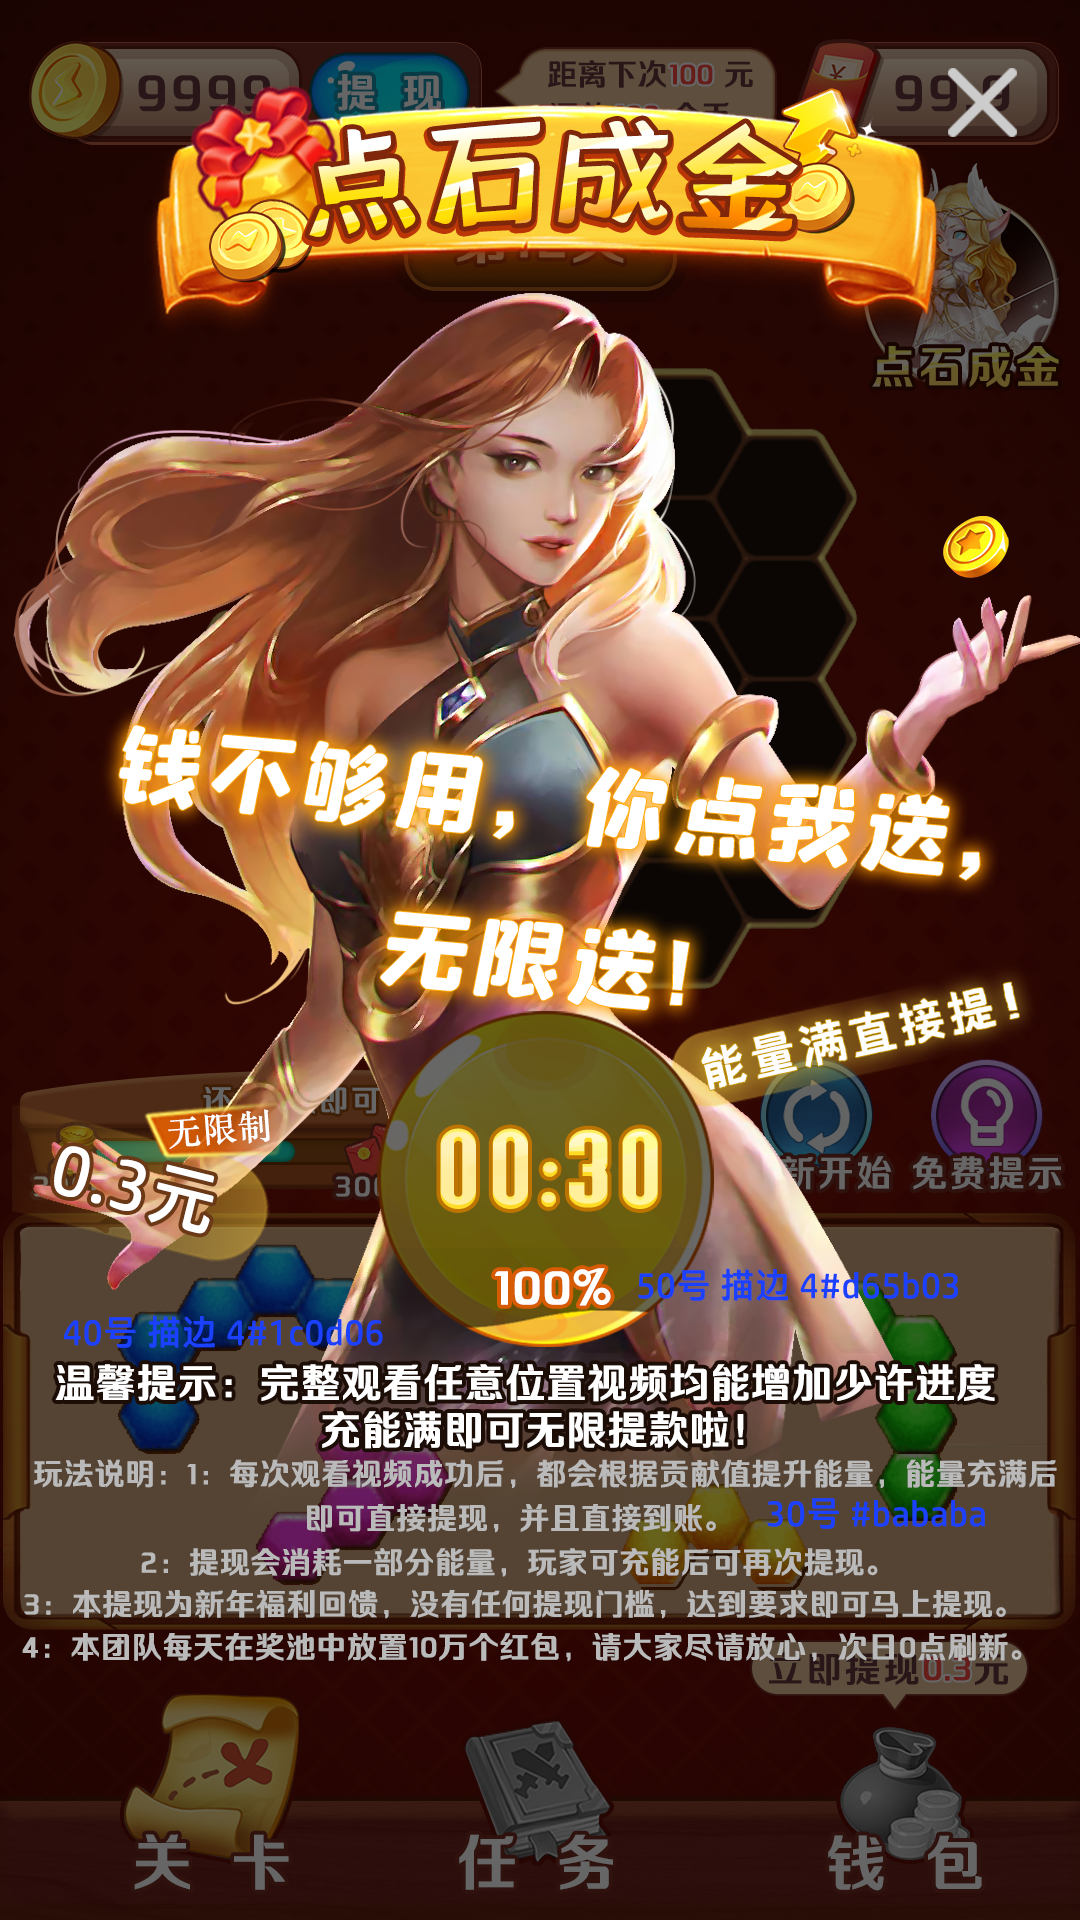 9999
提 现
距离下次100 元
点石成金
点石成金
钱不够用，你点我送，
无限送！
能量满直接提！
无限制
0.3元
00:30
新开始
免费提示
100%
50号 描边 4#d65b03
40号 描边 4#1c0d06
温馨提示：完整观看任意位置视频均能增加少许进度
充能满即可无限提款啦！
玩法说明：1：每次观看视频成功后，都会根据贡献值提升能量，能量充满后
即可直接提现，并且直接到账。
30号 #bababa
2：提现会消耗一部分能量，玩家可充能后可再次提现。
3：本提现为新年福利回馈，没有任何提现门槛，达到要求即可马上提现。
4：本团队每天在奖池中放置10万个红包，请大家尽请放心，次日0点刷新。
立即提现0.3元
关 卡
任 务
钱 包